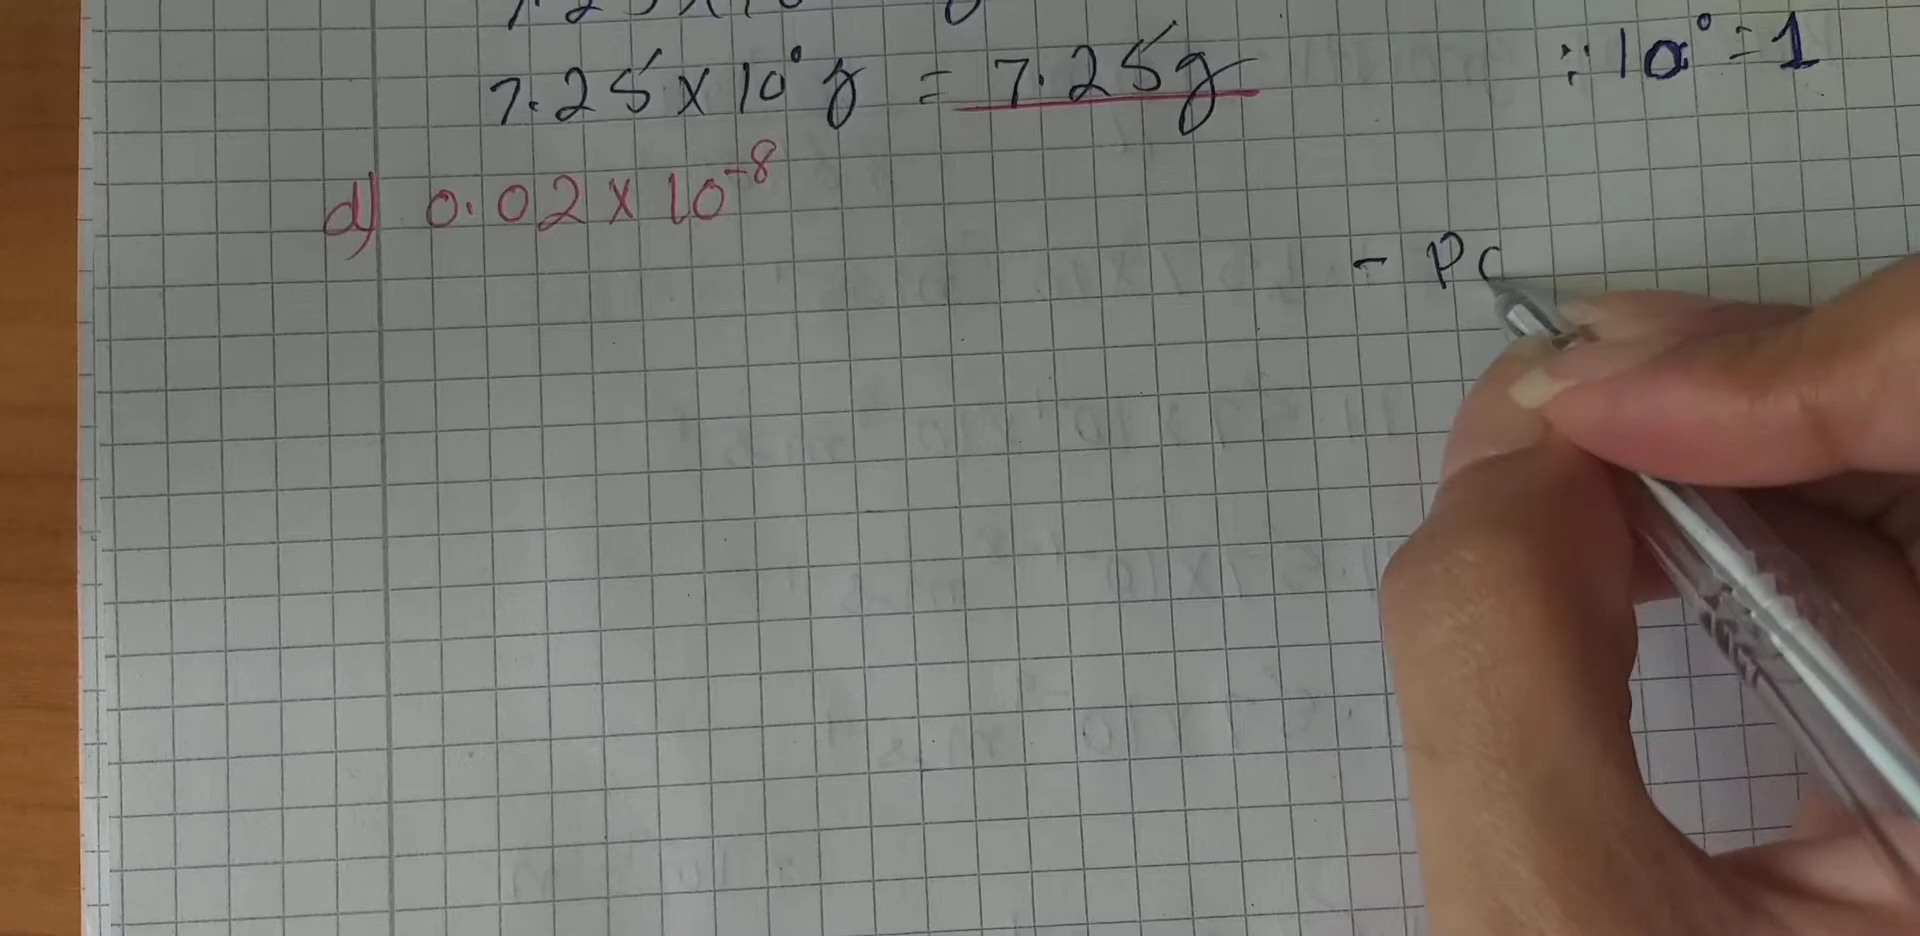 7.25 x 10⁰ g = 7.25g ∵ 10⁰ = 1
d) 0.02 x 10⁻⁸
- Pc